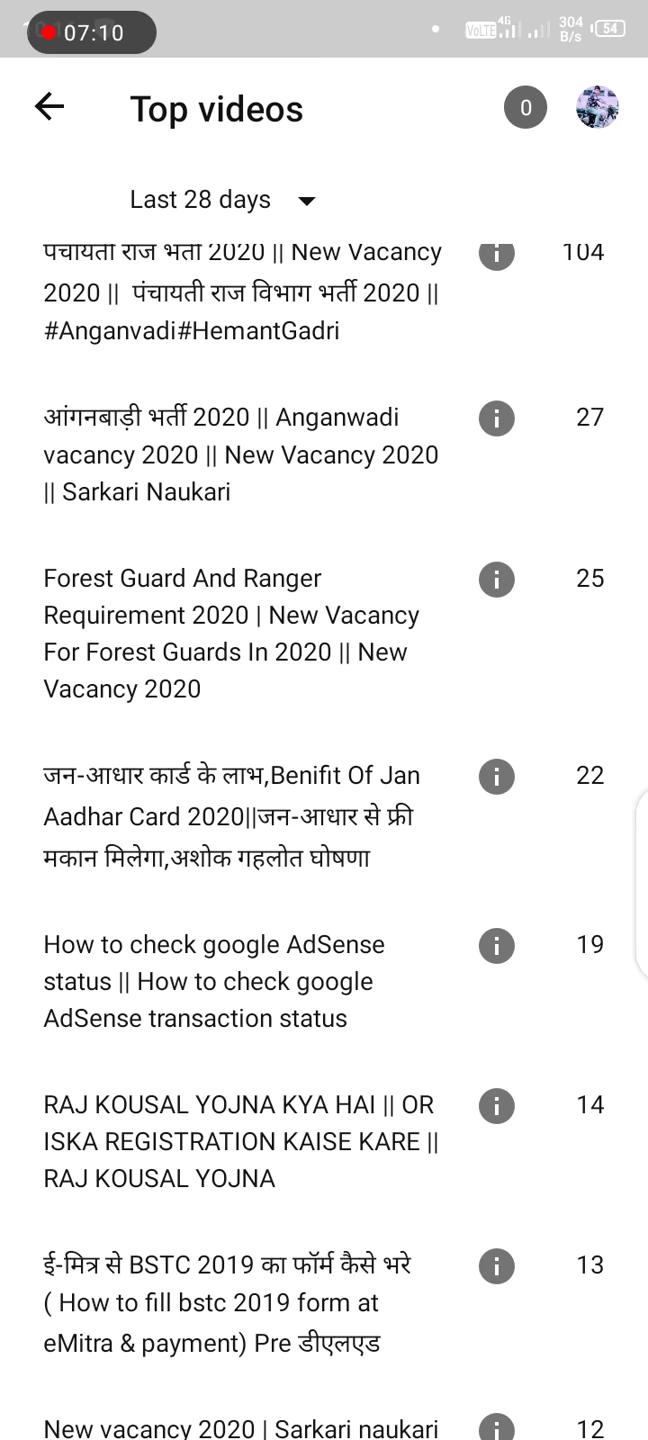 07:10
VoLTE 4G 304 B/s 54
Top videos 0
Last 28 days
पंचायती राज भर्ती 2020 || New Vacancy 104
2020 || पंचायती राज विभाग भर्ती 2020 ||
#Anganvadi#HemantGadri
आंगनबाड़ी भर्ती 2020 || Anganwadi 27
vacancy 2020 || New Vacancy 2020
|| Sarkari Naukari
Forest Guard And Ranger 25
Requirement 2020 | New Vacancy
For Forest Guards In 2020 || New
Vacancy 2020
जन-आधार कार्ड के लाभ,Benifit Of Jan 22
Aadhar Card 2020||जन-आधार से फ्री
मकान मिलेगा,अशोक गहलोत घोषणा
How to check google AdSense 19
status || How to check google
AdSense transaction status
RAJ KOUSAL YOJNA KYA HAI || OR 14
ISKA REGISTRATION KAISE KARE ||
RAJ KOUSAL YOJNA
ई-मित्र से BSTC 2019 का फॉर्म कैसे भरे 13
( How to fill bstc 2019 form at
eMitra & payment) Pre डीएलएड
New vacancy 2020 | Sarkari naukari 12